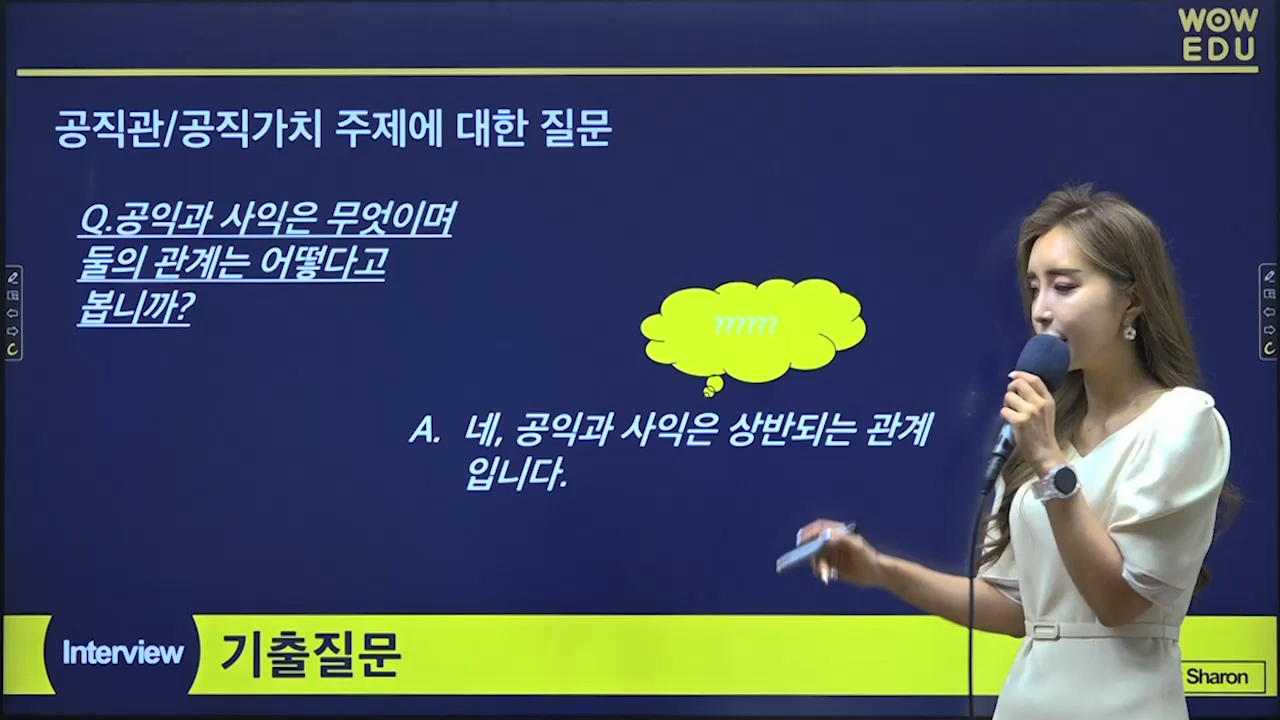 WOW
EDU
공직관/공직가치 주제에 대한 질문
Q.공익과 사익은 무엇이며
둘의 관계는 어떻다고
봅니까?
??????
A. 네, 공익과 사익은 상반되는 관계
입니다.
Interview
기출질문
Sharon